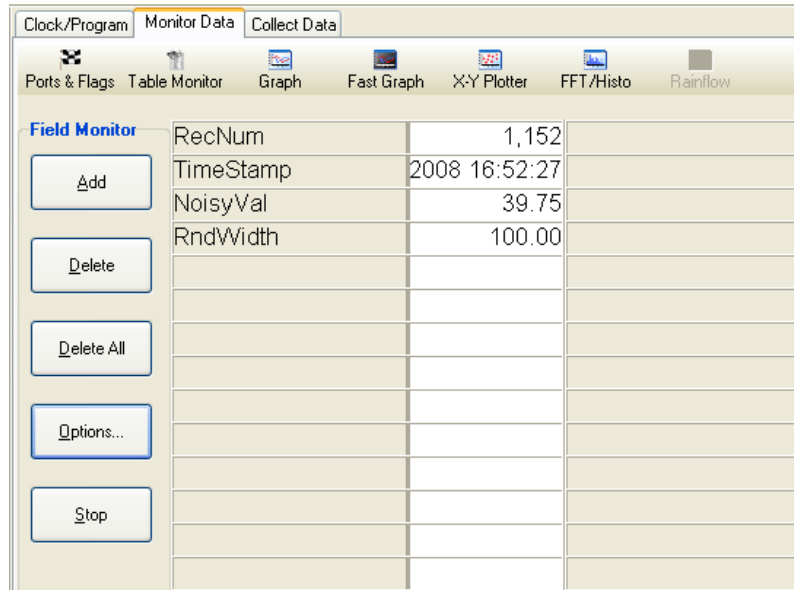 Clock/Program Monitor Data Collect Data
Ports & Flags Table Monitor Graph Fast Graph X-Y Plotter FFT/Histo Rainflow
Field Monitor
Add
Delete
Delete All
Options...
Stop
RecNum 1,152
TimeStamp 2008 16:52:27
NoisyVal 39.75
RndWidth 100.00